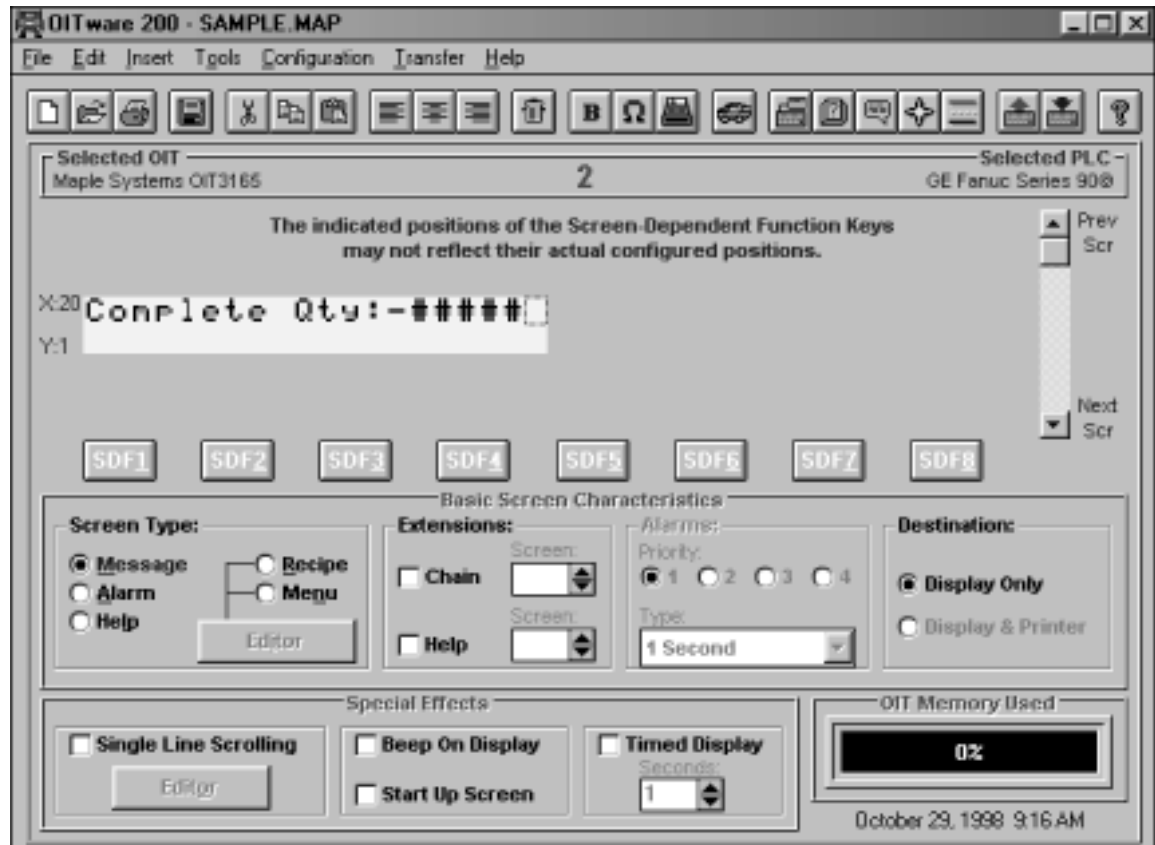 OITware 200 - SAMPLE.MAP
File Edit Insert Tools Configuration Transfer Help
B Ω ?
Selected OIT Selected PLC
Maple Systems OIT3165 2 GE Fanuc Series 90®
The indicated positions of the Screen-Dependent Function Keys
may not reflect their actual configured positions.
Prev
Scr
X:20 Complete Qty:-#####
Y:1
Next
Scr
SDF1 SDF2 SDF3 SDF4 SDF5 SDF6 SDF7 SDF8
Basic Screen Characteristics
Screen Type: Extensions: Alarms: Destination:
Message Recipe Chain Screen: Priority: 1 2 3 4 Display Only
Alarm Menu
Help Editor Help Screen: Type: 1 Second Display & Printer
Special Effects OIT Memory Used
Single Line Scrolling Beep On Display Timed Display 0%
Editor Start Up Screen Seconds: 1
October 29, 1998 9:16 AM